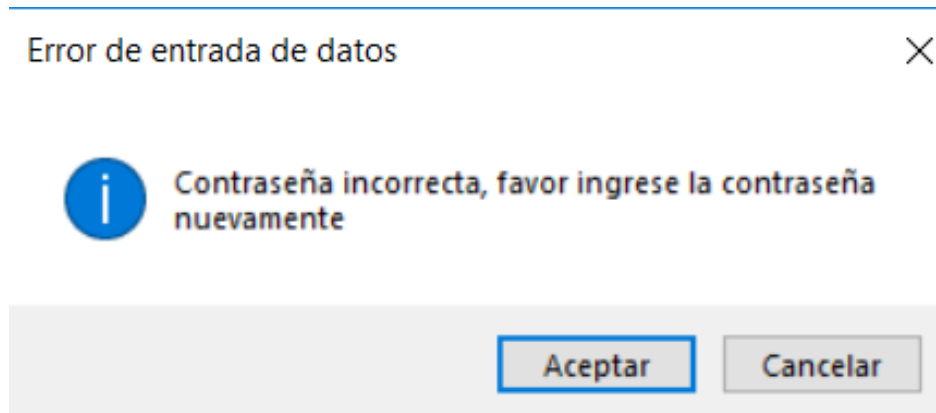 Error de entrada de datos
Contraseña incorrecta, favor ingrese la contraseña
nuevamente
Aceptar Cancelar